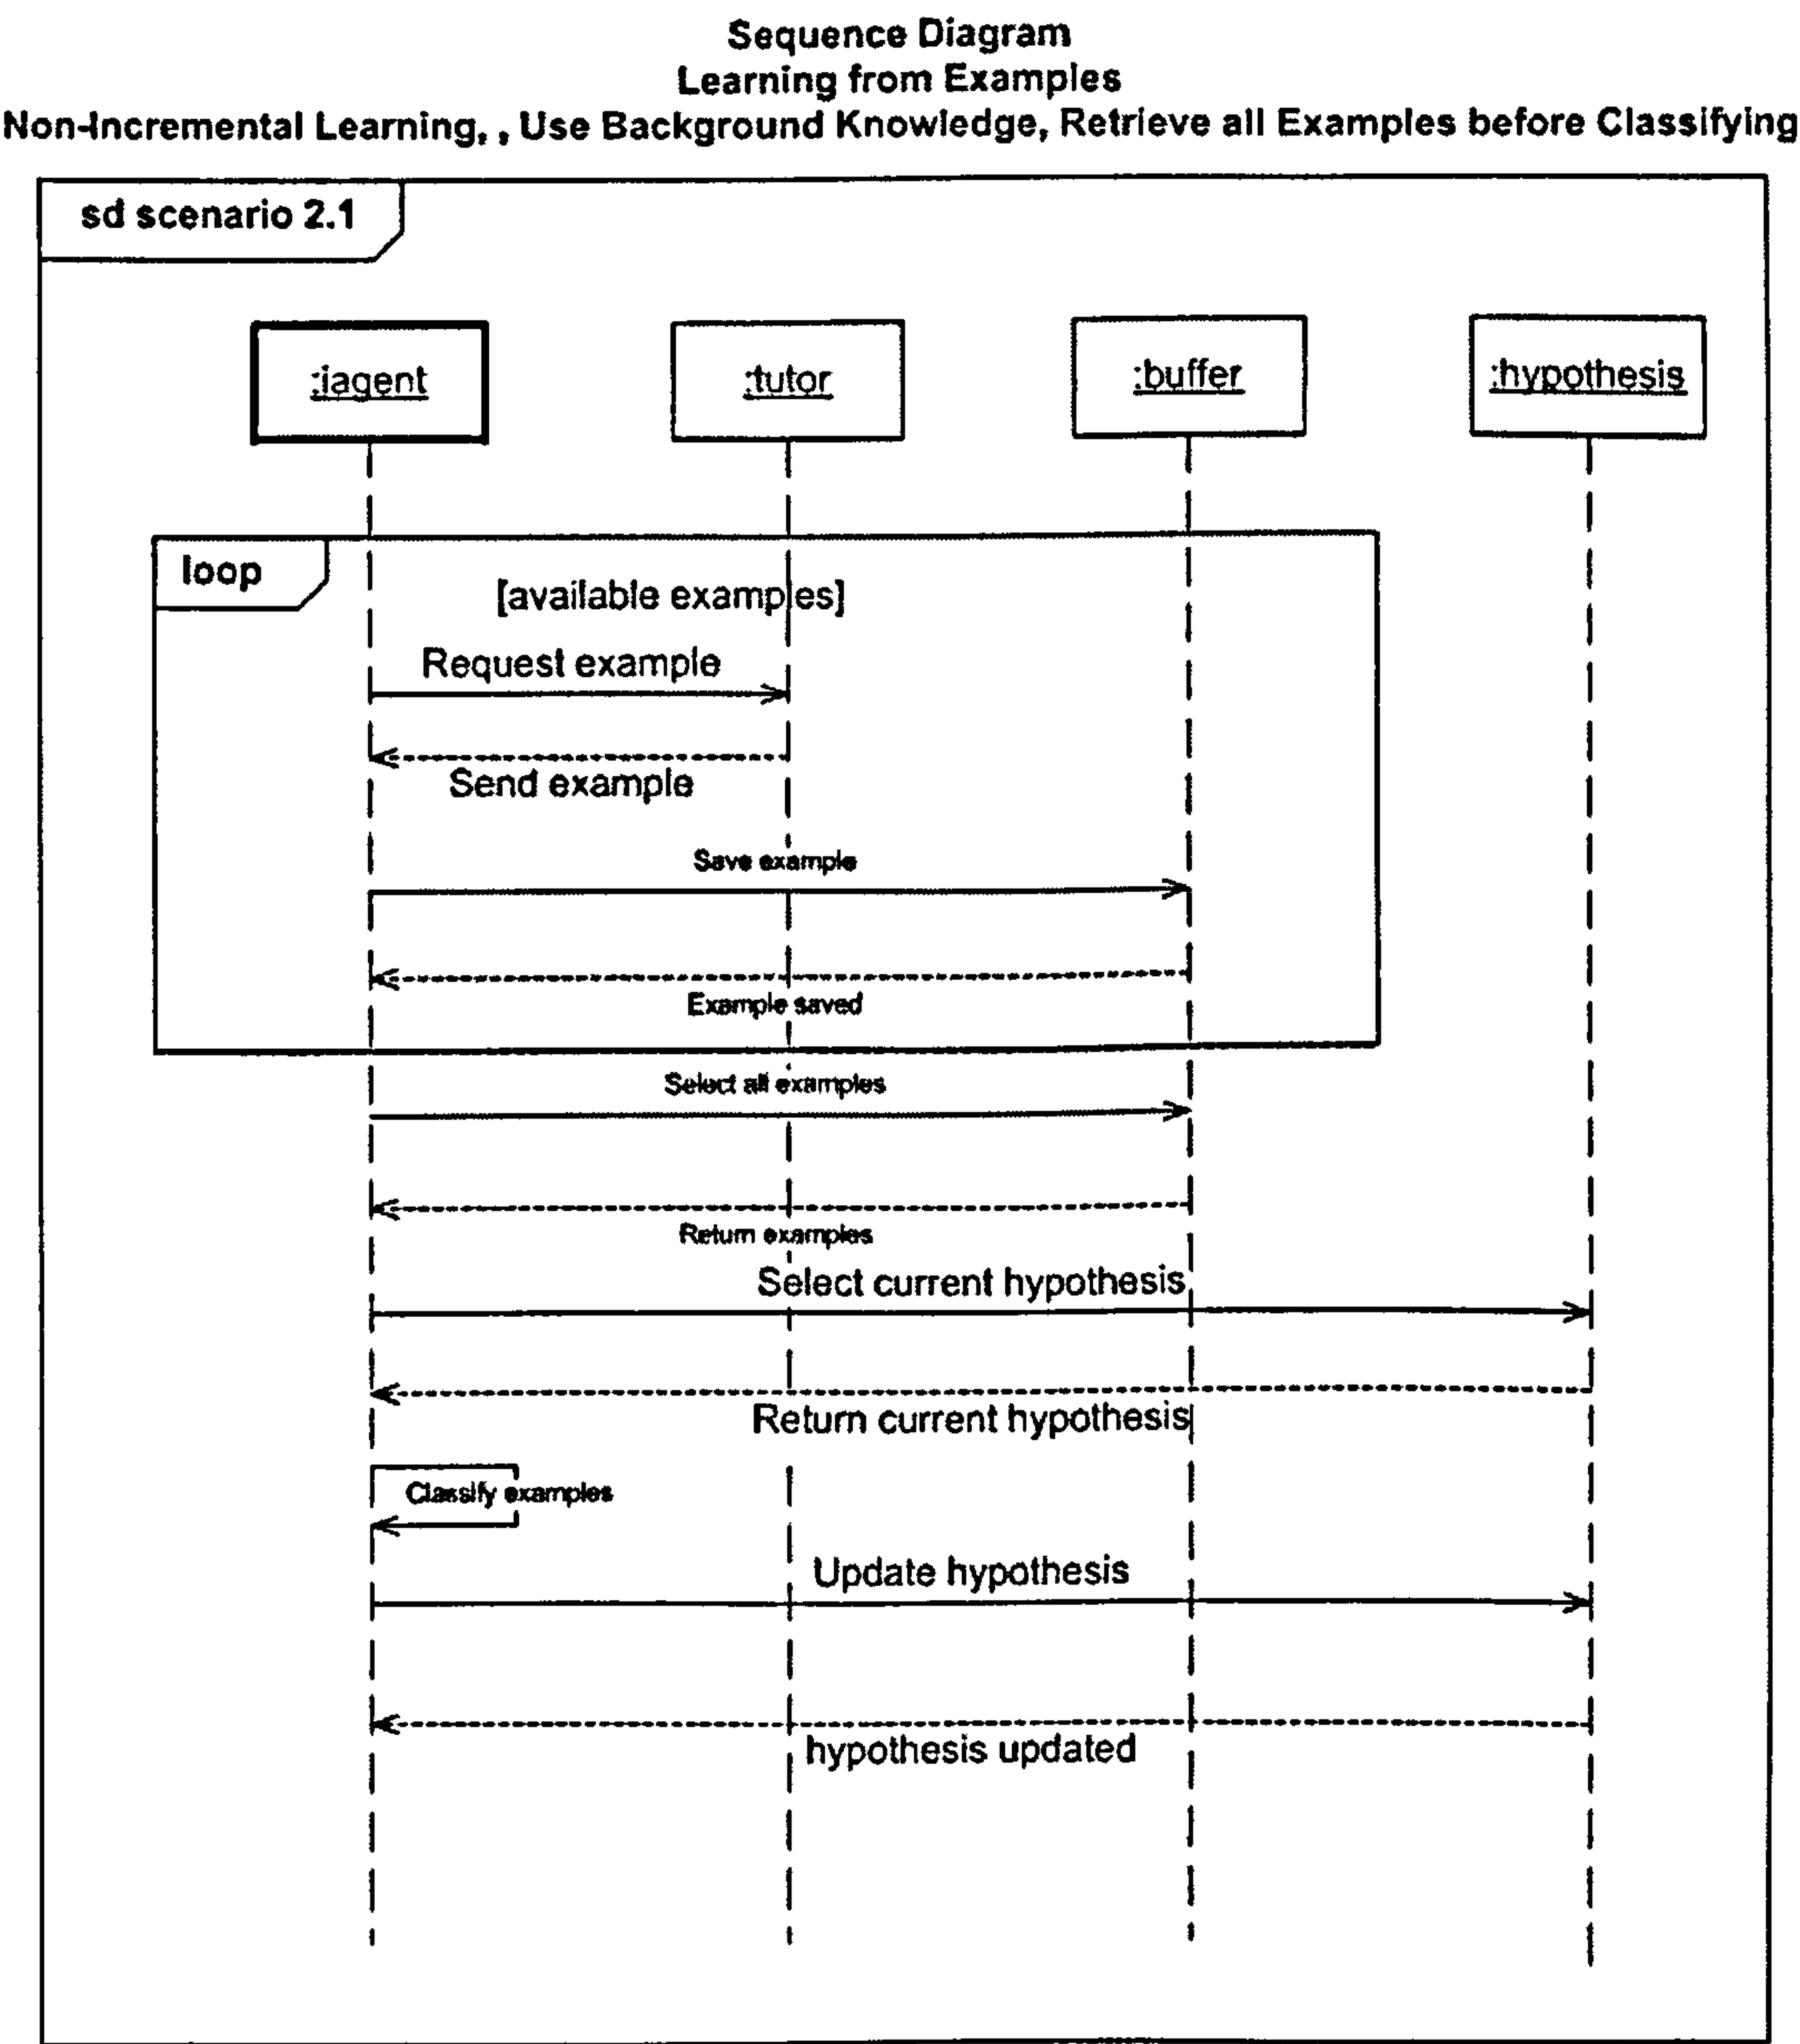 Sequence Diagram
Learning from Examples
Non-Incremental Learning, , Use Background Knowledge, Retrieve all Examples before Classifying
sd scenario 2.1
:iagent
:tutor
:buffer
:hypothesis
loop
[available examples]
Request example
Send example
Save example
Example saved
Select all examples
Return examples
Select current hypothesis
Return current hypothesis
Classify examples
Update hypothesis
hypothesis updated